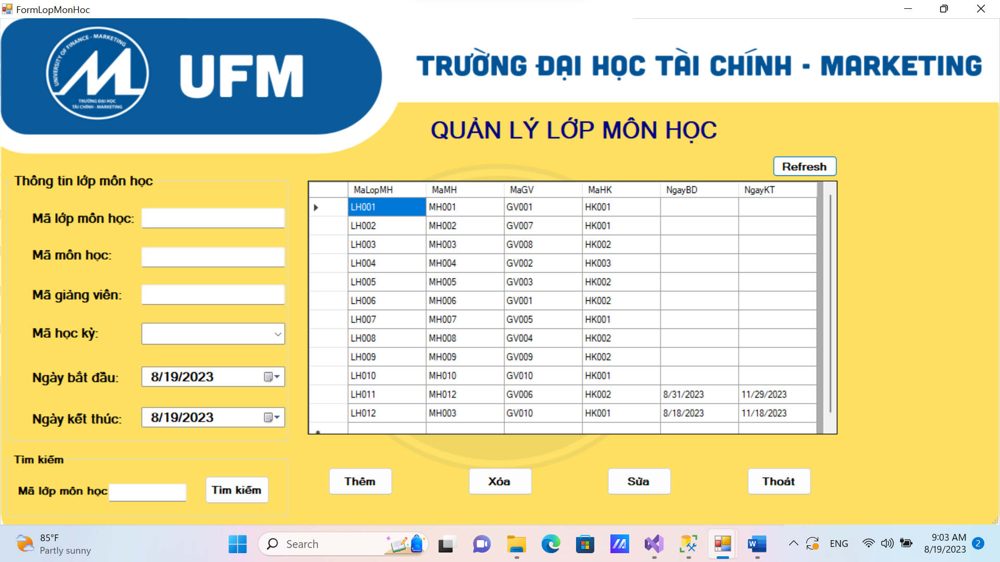 FormLopMonHoc
UNIVERSITY OF FINANCE - MARKETING
TRƯỜNG ĐẠI HỌC
TÀI CHÍNH - MARKETING
UFM
TRƯỜNG ĐẠI HỌC TÀI CHÍNH - MARKETING
QUẢN LÝ LỚP MÔN HỌC
Refresh
Thông tin lớp môn học
Mã lớp môn học:
Mã môn học:
Mã giảng viên:
Mã học kỳ:
Ngày bắt đầu: 8/19/2023
Ngày kết thúc: 8/19/2023
MaLopMH MaMH MaGV MaHK NgayBD NgayKT
LH001 MH001 GV001 HK001
LH002 MH002 GV007 HK001
LH003 MH003 GV008 HK002
LH004 MH004 GV002 HK003
LH005 MH005 GV003 HK002
LH006 MH006 GV001 HK002
LH007 MH007 GV005 HK001
LH008 MH008 GV004 HK002
LH009 MH009 GV009 HK002
LH010 MH010 GV010 HK001
LH011 MH012 GV006 HK002 8/31/2023 11/29/2023
LH012 MH003 GV010 HK001 8/18/2023 11/18/2023
Tìm kiếm
Mã lớp môn học:
Tìm kiếm
Thêm Xóa Sửa Thoát
85°F
Partly sunny
Search
W
ENG
9:03 AM
8/19/2023
2